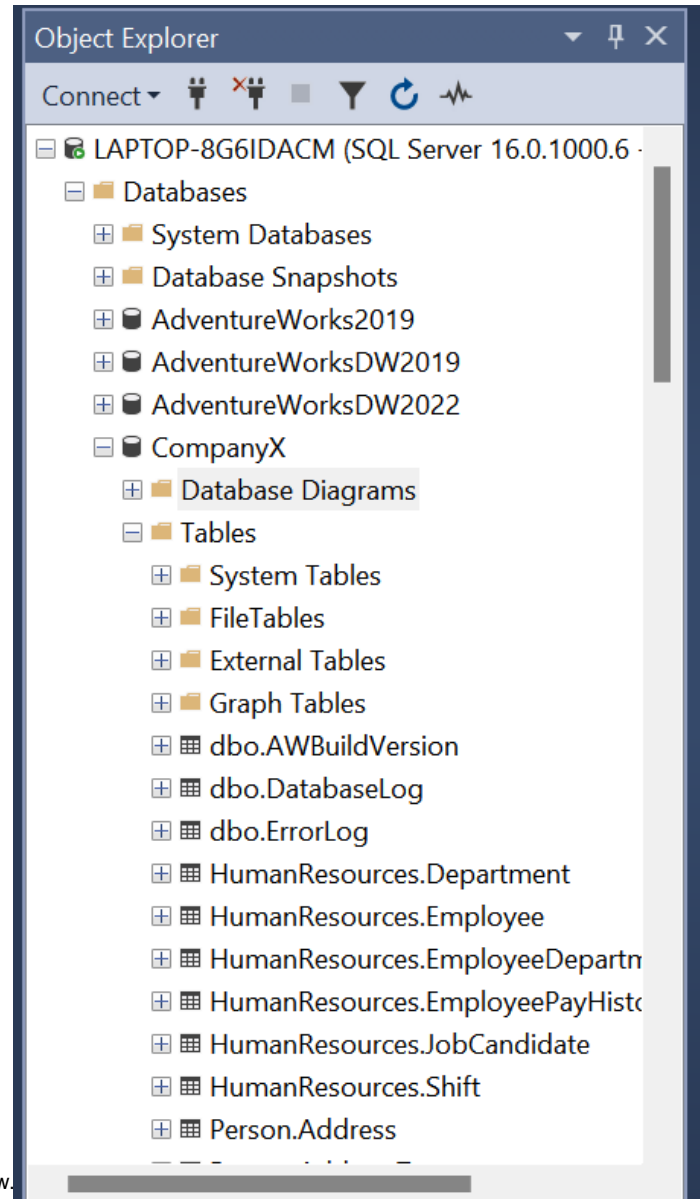 Object Explorer
Connect
LAPTOP-8G6IDACM (SQL Server 16.0.1000.6 -
Databases
System Databases
Database Snapshots
AdventureWorks2019
AdventureWorksDW2019
AdventureWorksDW2022
CompanyX
Database Diagrams
Tables
System Tables
FileTables
External Tables
Graph Tables
dbo.AWBuildVersion
dbo.DatabaseLog
dbo.ErrorLog
HumanResources.Department
HumanResources.Employee
HumanResources.EmployeeDepartm
HumanResources.EmployeePayHisto
HumanResources.JobCandidate
HumanResources.Shift
Person.Address
w.